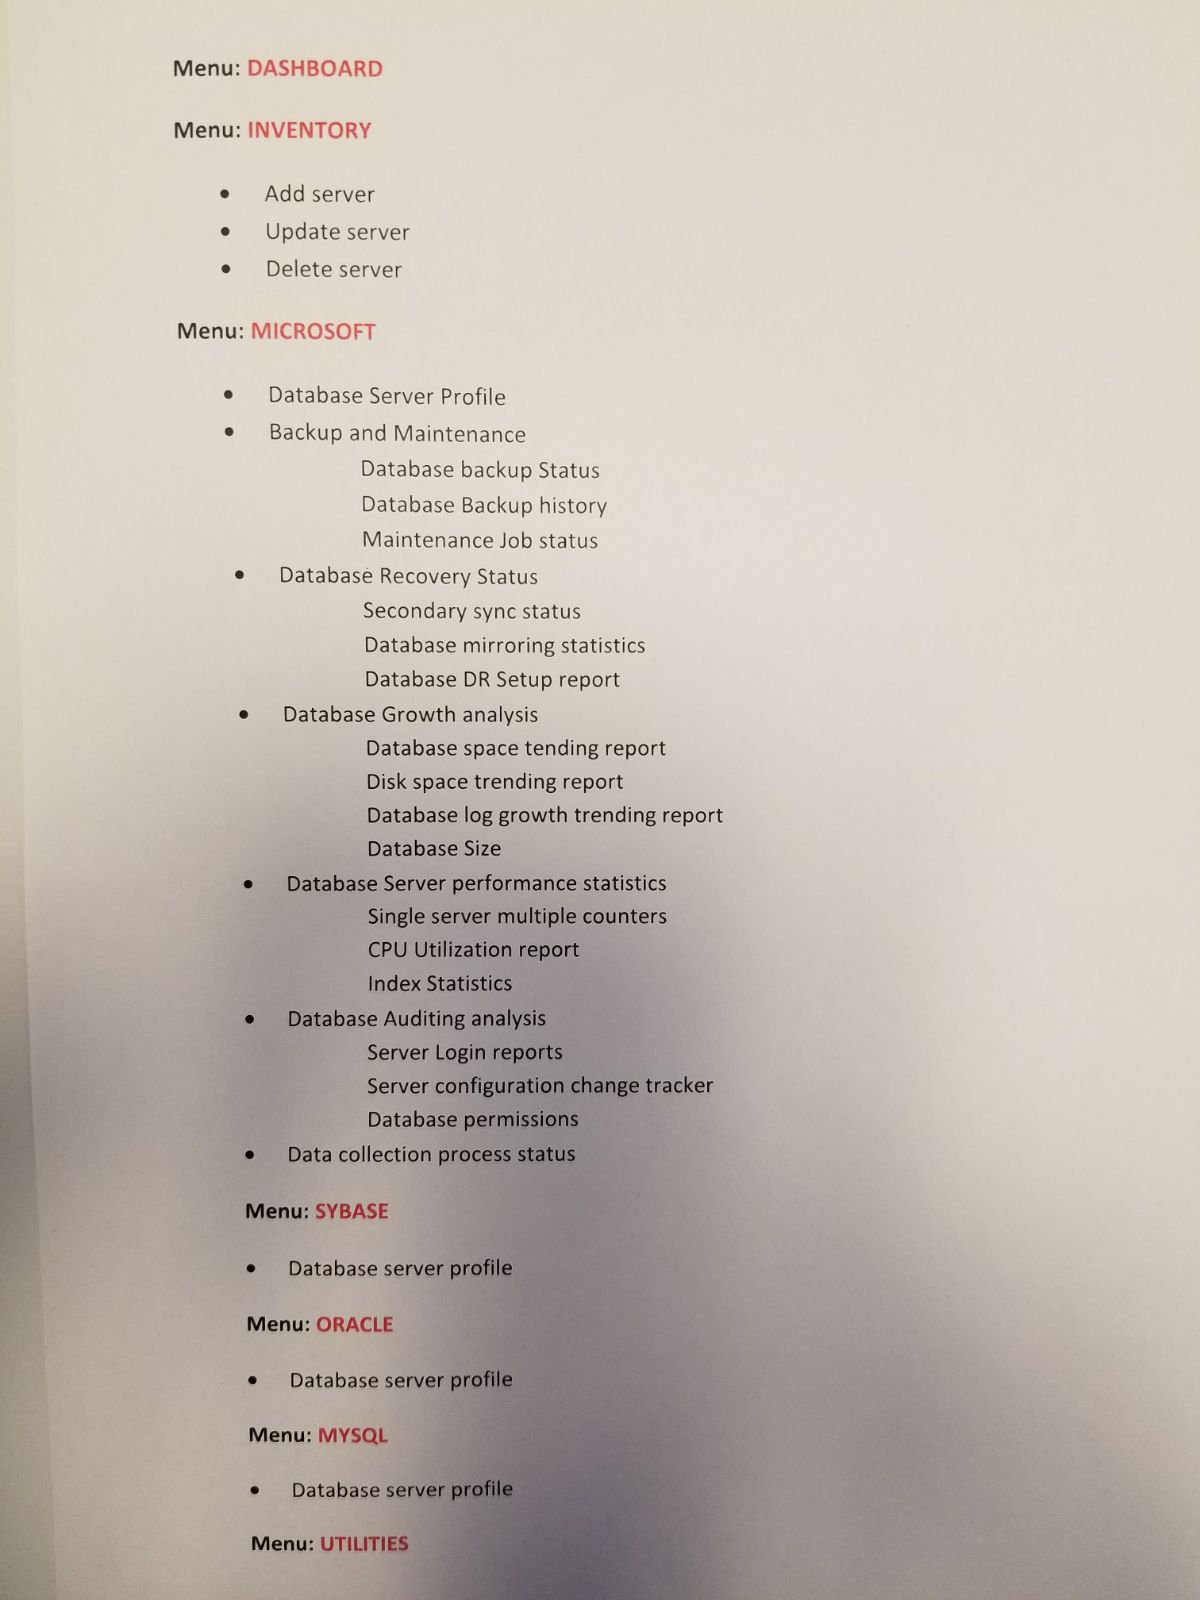 Menu: DASHBOARD
Menu: INVENTORY
• Add server
• Update server
• Delete server
Menu: MICROSOFT
• Database Server Profile
• Backup and Maintenance
Database backup Status
Database Backup history
Maintenance Job status
• Database Recovery Status
Secondary sync status
Database mirroring statistics
Database DR Setup report
• Database Growth analysis
Database space tending report
Disk space trending report
Database log growth trending report
Database Size
• Database Server performance statistics
Single server multiple counters
CPU Utilization report
Index Statistics
• Database Auditing analysis
Server Login reports
Server configuration change tracker
Database permissions
• Data collection process status
Menu: SYBASE
• Database server profile
Menu: ORACLE
• Database server profile
Menu: MYSQL
• Database server profile
Menu: UTILITIES